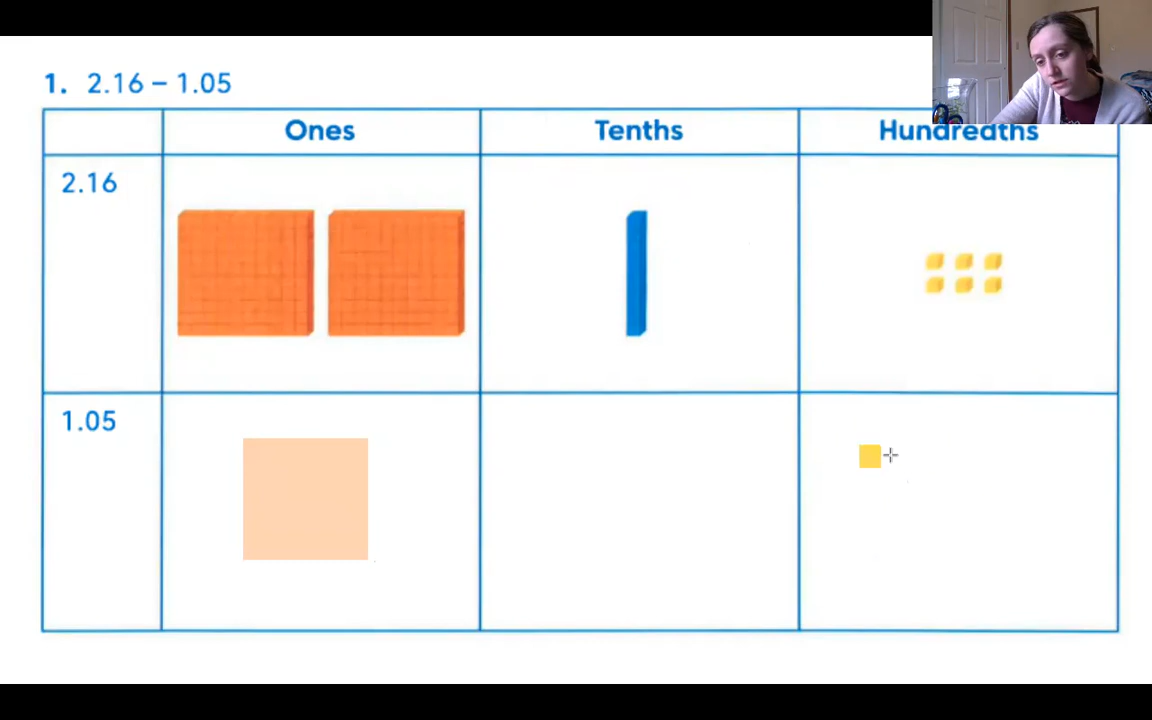 1. 2.16 – 1.05
Ones Tenths Hundredths
2.16
1.05